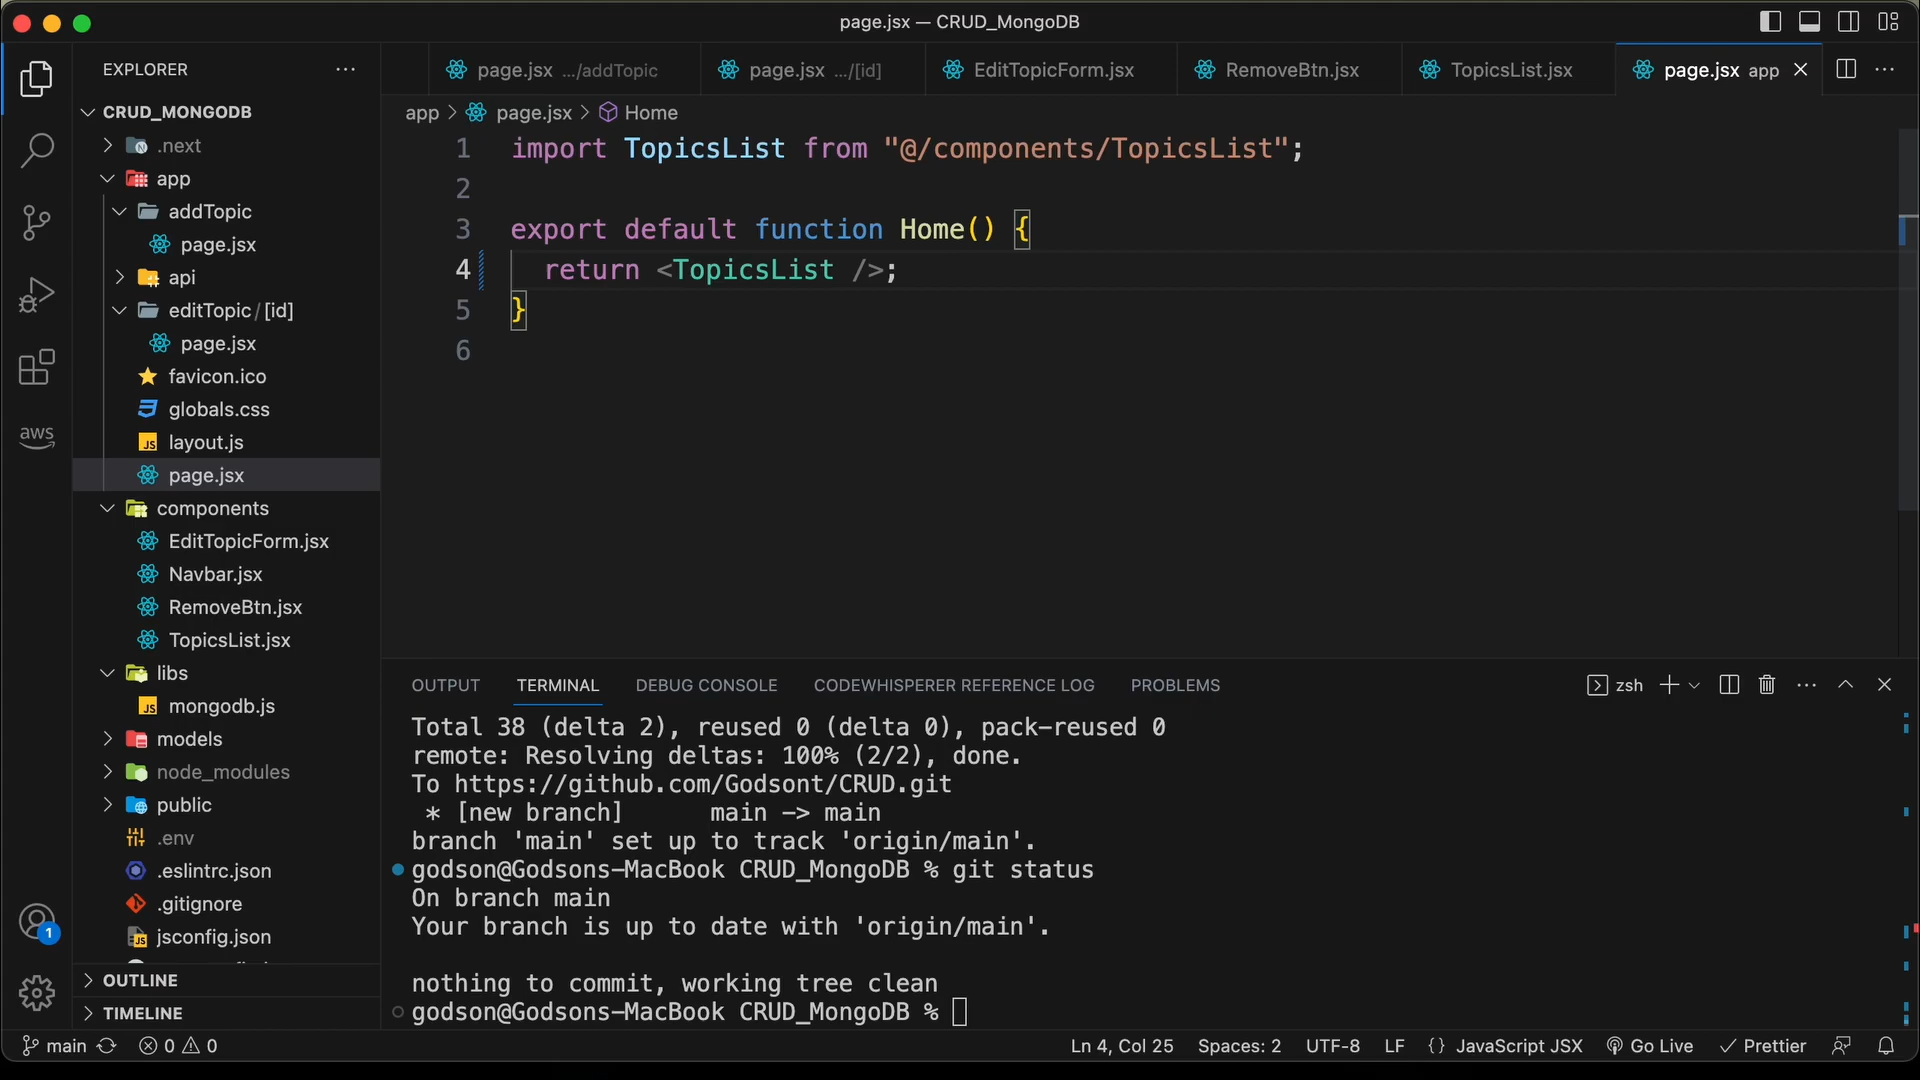 page.jsx — CRUD_MongoDB
EXPLORER
CRUD_MONGODB
.next
app
addTopic
page.jsx
api
editTopic / [id]
page.jsx
favicon.ico
globals.css
layout.js
page.jsx
components
EditTopicForm.jsx
Navbar.jsx
RemoveBtn.jsx
TopicsList.jsx
libs
mongodb.js
models
node_modules
public
.env
.eslintrc.json
.gitignore
jsconfig.json
OUTLINE
TIMELINE
aws
1
page.jsx .../addTopic
page.jsx .../[id]
EditTopicForm.jsx
RemoveBtn.jsx
TopicsList.jsx
page.jsx app
app > page.jsx > Home
1 import TopicsList from "@/components/TopicsList";
2
3 export default function Home() {
4 return <TopicsList />;
5 }
6
OUTPUT TERMINAL DEBUG CONSOLE CODEWHISPERER REFERENCE LOG PROBLEMS
zsh
Total 38 (delta 2), reused 0 (delta 0), pack-reused 0
remote: Resolving deltas: 100% (2/2), done.
To https://github.com/Godsont/CRUD.git
* [new branch] main -> main
branch 'main' set up to track 'origin/main'.
godson@Godsons-MacBook CRUD_MongoDB % git status
On branch main
Your branch is up to date with 'origin/main'.
nothing to commit, working tree clean
godson@Godsons-MacBook CRUD_MongoDB %
main 0 0 Ln 4, Col 25 Spaces: 2 UTF-8 LF {} JavaScript JSX Go Live Prettier